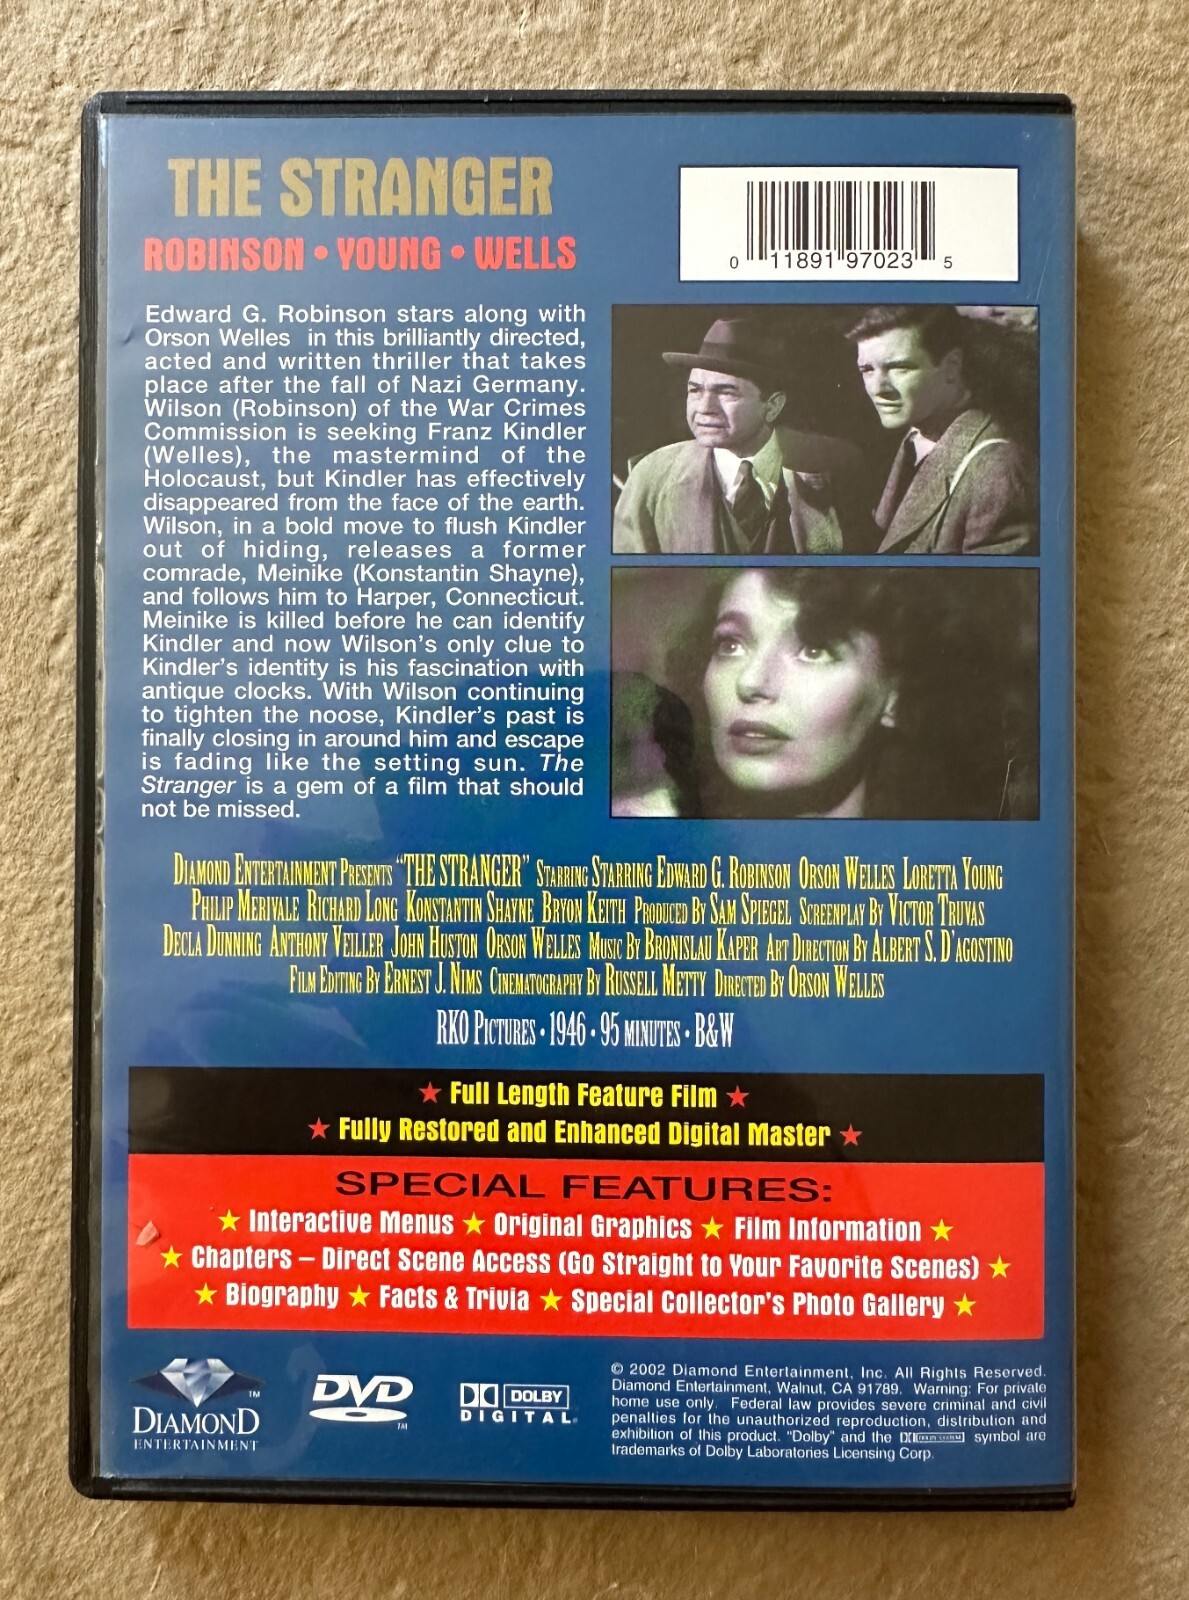 THE STRANGER
ROBINSON • YOUNG • WELLS
0 11891 97023 5
Edward G. Robinson stars along with
Orson Welles in this brilliantly directed,
acted and written thriller that takes
place after the fall of Nazi Germany.
Wilson (Robinson) of the War Crimes
Commission is seeking Franz Kindler
(Welles), the mastermind of the
Holocaust, but Kindler has effectively
disappeared from the face of the earth.
Wilson, in a bold move to flush Kindler
out of hiding, releases a former
comrade, Meinike (Konstantin Shayne),
and follows him to Harper, Connecticut.
Meinike is killed before he can identify
Kindler and now Wilson's only clue to
Kindler's identity is his fascination with
antique clocks. With Wilson continuing
to tighten the noose, Kindler's past is
finally closing in around him and escape
is fading like the setting sun. The
Stranger is a gem of a film that should
not be missed.
DIAMOND ENTERTAINMENT PRESENTS "THE STRANGER" STARRING STARRING EDWARD G. ROBINSON ORSON WELLES LORETTA YOUNG
PHILIP MERIVALE RICHARD LONG KONSTANTIN SHAYNE BRYON KEITH PRODUCED BY SAM SPIEGEL SCREENPLAY BY VICTOR TRUVAS
DECLA DUNNING ANTHONY VEILLER JOHN HUSTON ORSON WELLES MUSIC BY BRONISLAU KAPER ART DIRECTION BY ALBERT S. D'AGOSTINO
FILM EDITING BY ERNEST J. NIMS CINEMATOGRAPHY BY RUSSELL METTY DIRECTED BY ORSON WELLES
RKO PICTURES • 1946 • 95 MINUTES • B&W
★ Full Length Feature Film ★
★ Fully Restored and Enhanced Digital Master ★
SPECIAL FEATURES:
★ Interactive Menus ★ Original Graphics ★ Film Information ★
★ Chapters – Direct Scene Access (Go Straight to Your Favorite Scenes) ★
★ Biography ★ Facts & Trivia ★ Special Collector's Photo Gallery ★
™
DIAMOND
ENTERTAINMENT
DVD
™
DOLBY
DIGITAL
© 2002 Diamond Entertainment, Inc. All Rights Reserved.
Diamond Entertainment, Walnut, CA 91789. Warning: For private
home use only. Federal law provides severe criminal and civil
penalties for the unauthorized reproduction, distribution and
exhibition of this product. "Dolby" and the symbol are
trademarks of Dolby Laboratories Licensing Corp.